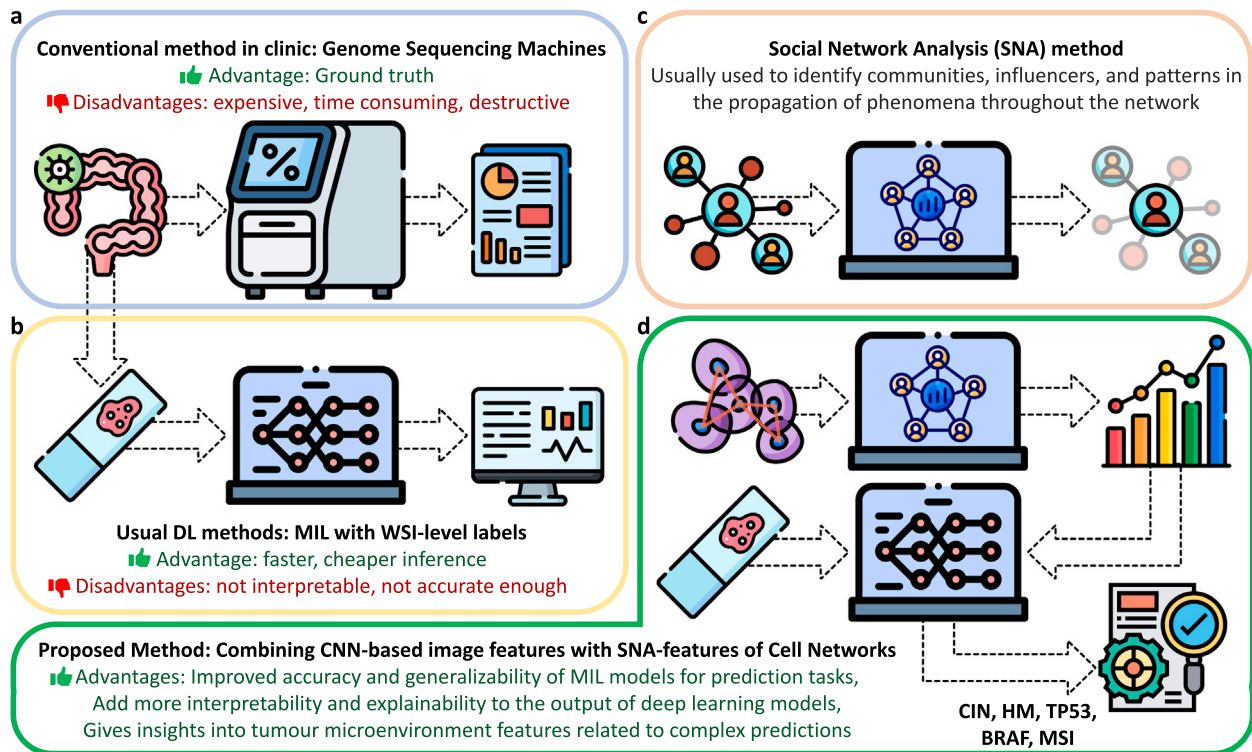 a
Conventional method in clinic: Genome Sequencing Machines
Advantage: Ground truth
Disadvantages: expensive, time consuming, destructive
b
Usual DL methods: MIL with WSI-level labels
Advantage: faster, cheaper inference
Disadvantages: not interpretable, not accurate enough
c
Social Network Analysis (SNA) method
Usually used to identify communities, influencers, and patterns in
the propagation of phenomena throughout the network
d
CIN, HM, TP53,
BRAF, MSI
Proposed Method: Combining CNN-based image features with SNA-features of Cell Networks
Advantages: Improved accuracy and generalizability of MIL models for prediction tasks,
Add more interpretability and explainability to the output of deep learning models,
Gives insights into tumour microenvironment features related to complex predictions